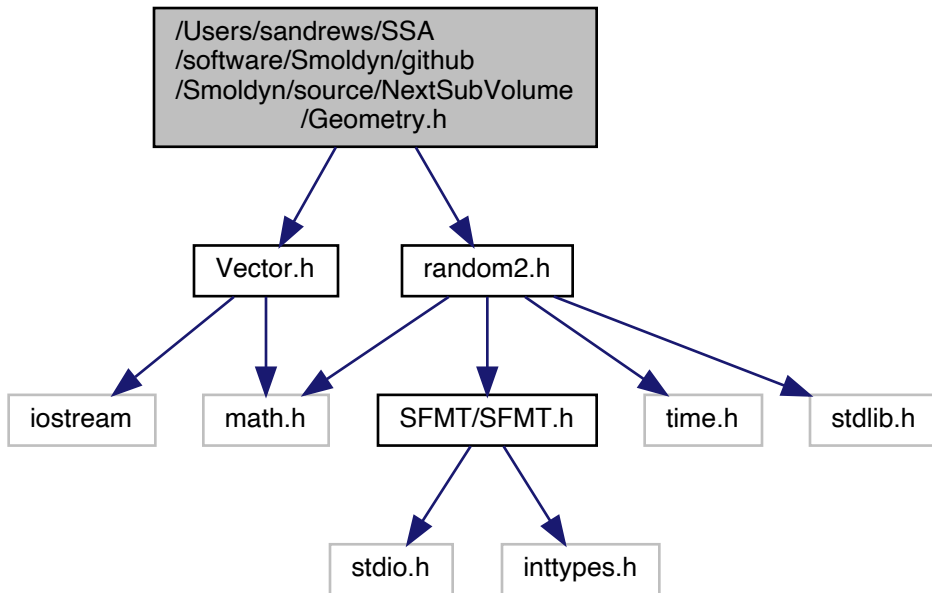 /Users/sandrews/SSA
/software/Smoldyn/github
/Smoldyn/source/NextSubVolume
/Geometry.h
Vector.h
random2.h
iostream
math.h
SFMT/SFMT.h
time.h
stdlib.h
stdio.h
inttypes.h